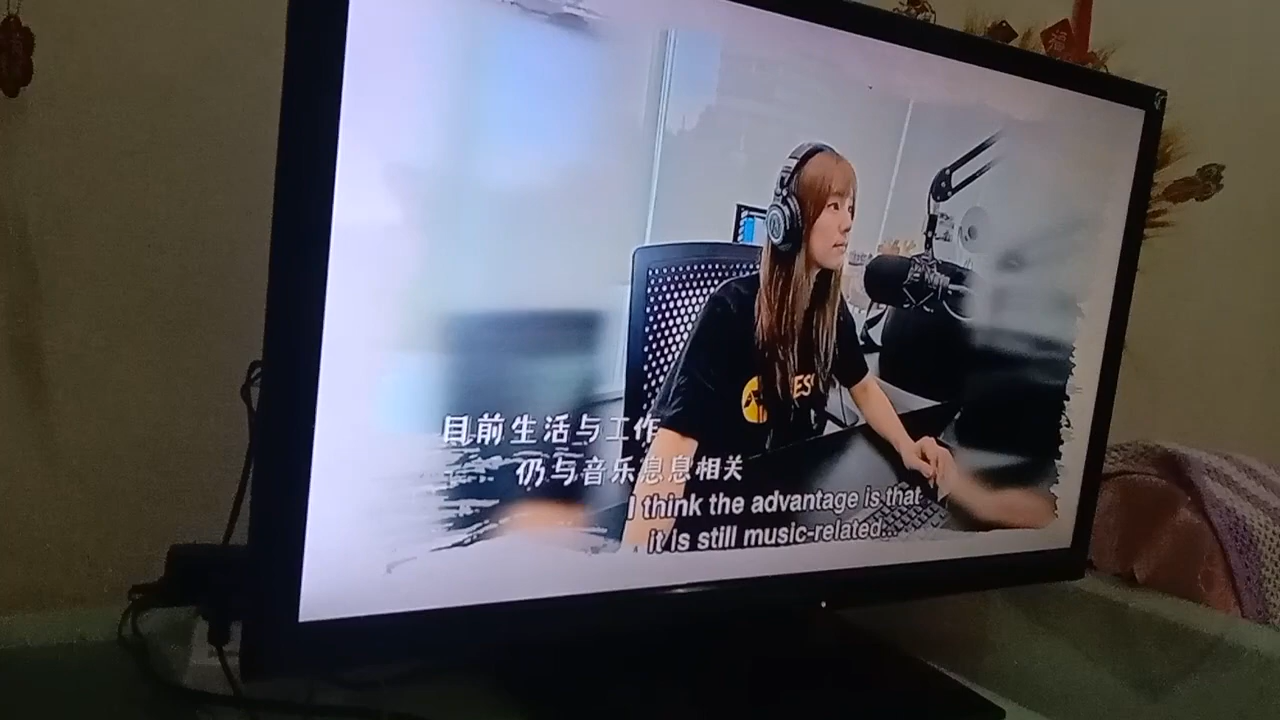 目前生活与工作
仍与音乐息息相关
I think the advantage is that
it is still music-related...
福